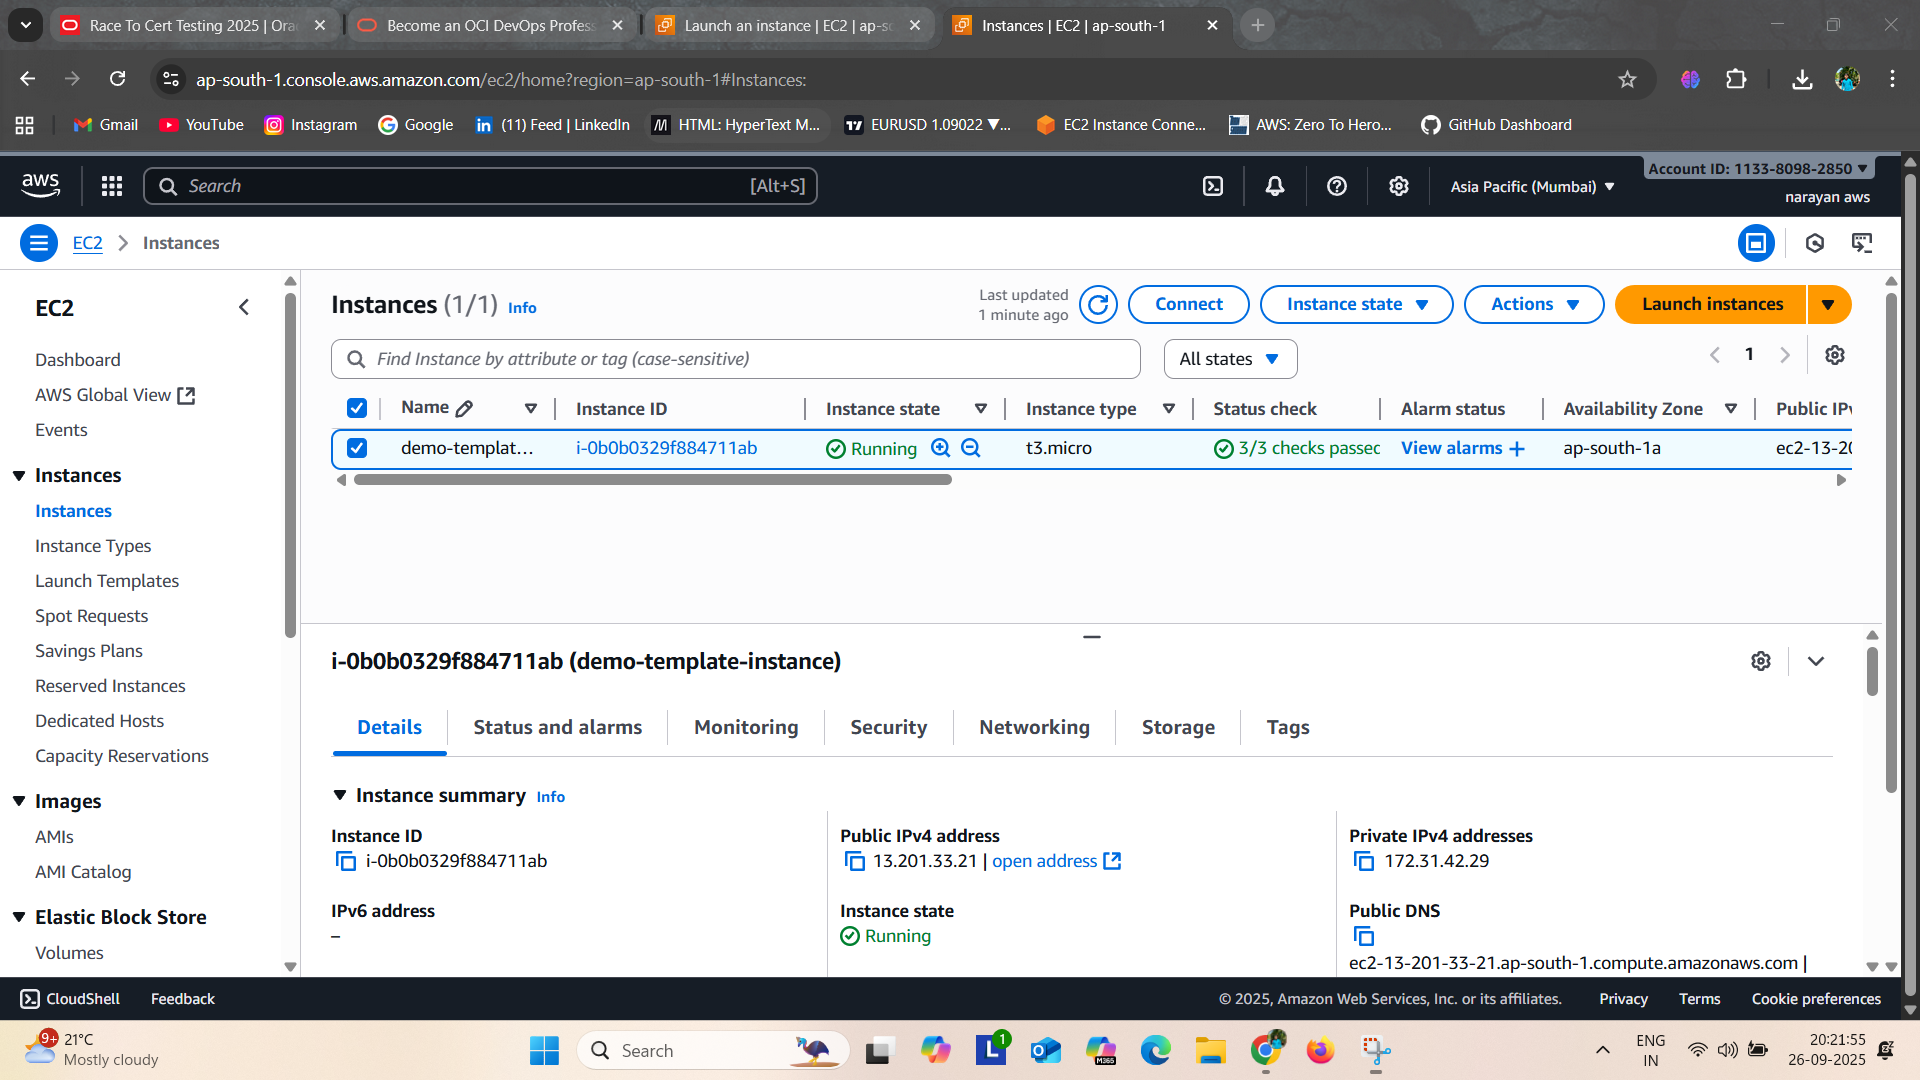 Race To Cert Testing 2025 | Ora
Become an OCI DevOps Profess
Launch an instance | EC2 | ap-so
Instances | EC2 | ap-south-1
ap-south-1.console.aws.amazon.com/ec2/home?region=ap-south-1#Instances:
Gmail
YouTube
Instagram
Google
(11) Feed | LinkedIn
HTML: HyperText M...
EURUSD 1.09022 ▼...
EC2 Instance Conne...
AWS: Zero To Hero...
GitHub Dashboard
aws
Search
[Alt+S]
Asia Pacific (Mumbai)
Account ID: 1133-8098-2850
narayan aws
EC2
Instances
EC2
Dashboard
AWS Global View
Events
Instances
Instances
Instance Types
Launch Templates
Spot Requests
Savings Plans
Reserved Instances
Dedicated Hosts
Capacity Reservations
Images
AMIs
AMI Catalog
Elastic Block Store
Volumes
Instances (1/1) Info
Last updated
1 minute ago
Connect
Instance state
Actions
Launch instances
Find Instance by attribute or tag (case-sensitive)
All states
1
Name
Instance ID
Instance state
Instance type
Status check
Alarm status
Availability Zone
Public IPv
demo-templat...
i-0b0b0329f884711ab
Running
t3.micro
3/3 checks passed
View alarms +
ap-south-1a
ec2-13-20
i-0b0b0329f884711ab (demo-template-instance)
Details
Status and alarms
Monitoring
Security
Networking
Storage
Tags
Instance summary Info
Instance ID
i-0b0b0329f884711ab
Public IPv4 address
13.201.33.21 | open address
Private IPv4 addresses
172.31.42.29
IPv6 address
–
Instance state
Running
Public DNS
ec2-13-201-33-21.ap-south-1.compute.amazonaws.com |
CloudShell
Feedback
© 2025, Amazon Web Services, Inc. or its affiliates.
Privacy
Terms
Cookie preferences
9+
21°C
Mostly cloudy
Search
L
1
M365
ENG
IN
20:21:55
26-09-2025